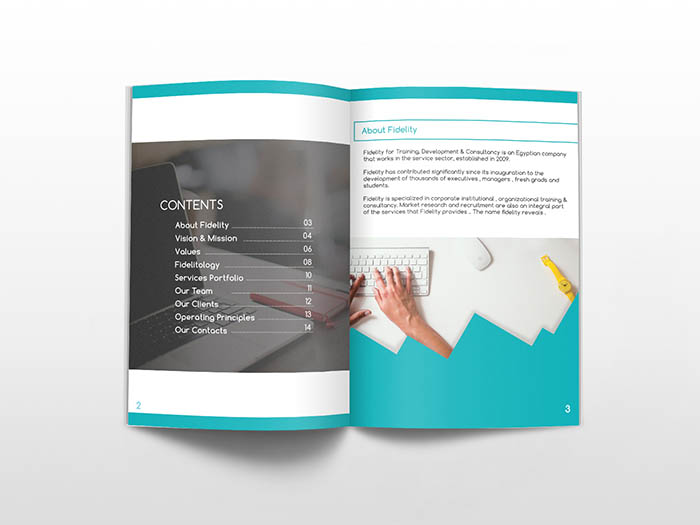 CONTENTS
About Fidelity 03
Vision & Mission 04
Values 06
Fidelitology 08
Services Portfolio 10
Our Team 11
Our Clients 12
Operating Principles 13
Our Contacts 14
2
About Fidelity
Fidelity for Training, Development & Consultancy is an Egyptian company
that works in the service sector, established in 2009.
Fidelity has contributed significantly since its inauguration to the
development of thousands of executives , managers , fresh grads and
students.
Fidelity is specialized in corporate institutional , organizational training &
consultancy. Market research and recruitment are also an integral part
of the services that Fidelity provides .. The name fidelity reveals .
3